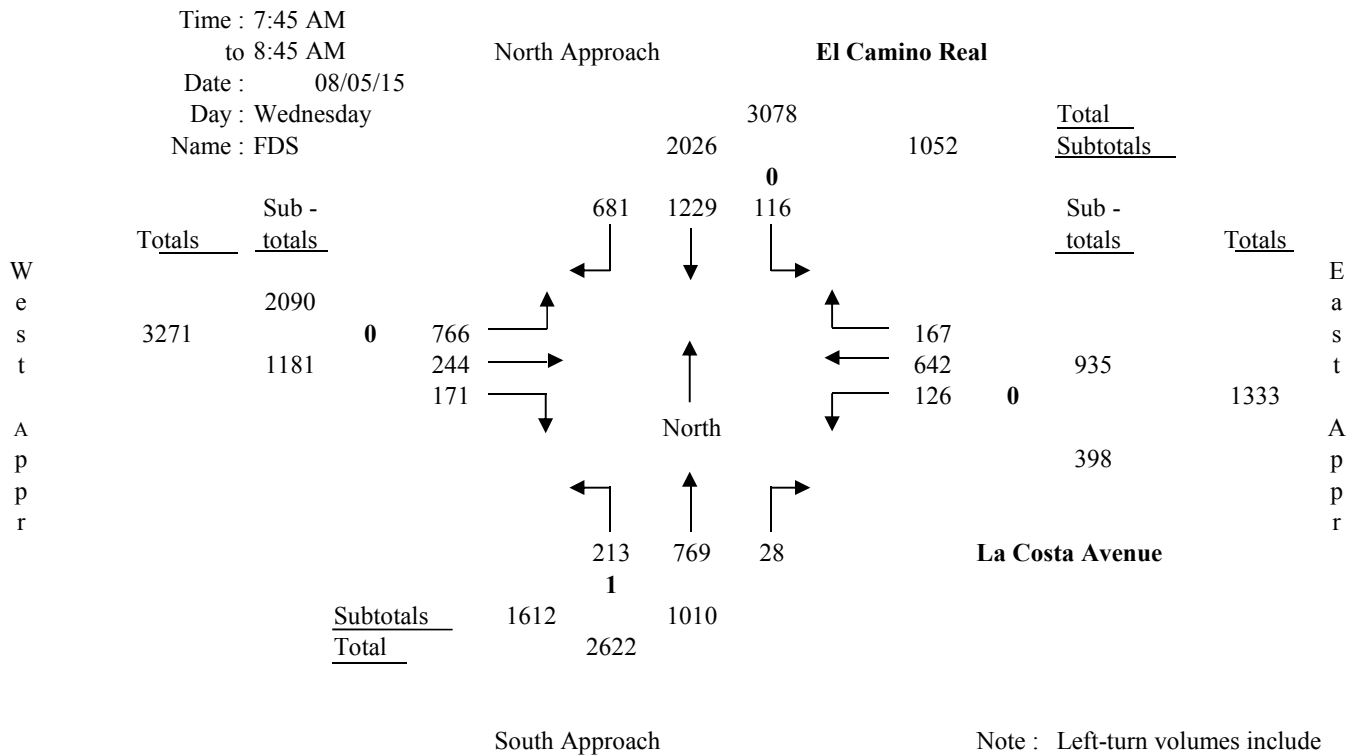 Time : 7:45 AM
to 8:45 AM North Approach El Camino Real
Date : 08/05/15
Day : Wednesday 3078 Total
Name : FDS 2026 1052 Subtotals
0
Sub - 681 1229 116 Sub -
Totals totals totals Totals
W E
e 2090 a
s 3271 0 766 167 s
t 1181 244 642 935 t
171 126 0 1333
A North A
p 398 p
p p
r r
213 769 28 La Costa Avenue
1
Subtotals 1612 1010
Total 2622
South Approach Note : Left-turn volumes include